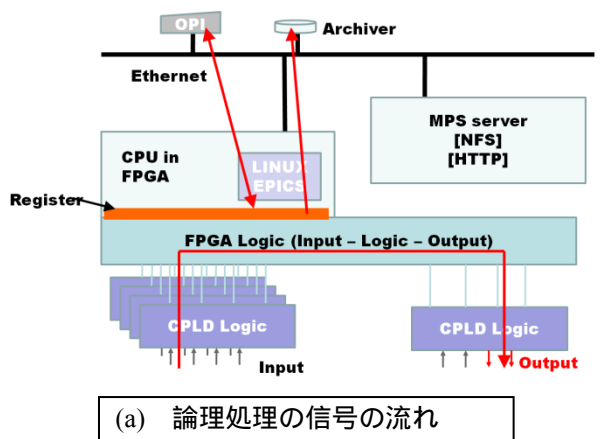 OPI
Archiver
Ethernet
MPS server
[NFS]
[HTTP]
CPU in
FPGA
LINUX
EPICS
Register
FPGA Logic (Input – Logic – Output)
CPLD Logic
CPLD Logic
Input
Output
(a) 論理処理の信号の流れ